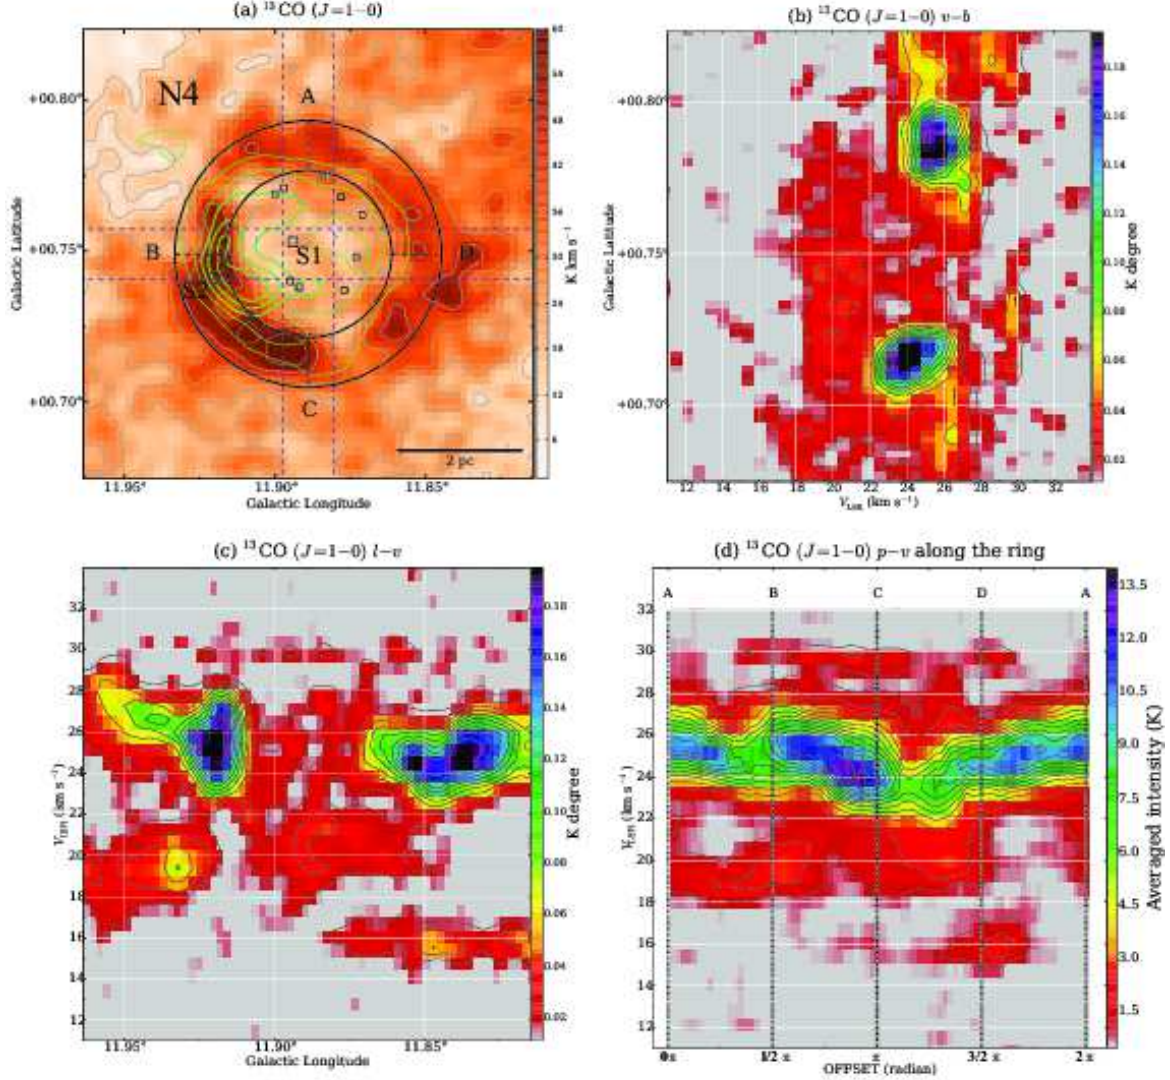 (a) ¹³CO (J=1−0)
N4
A
B
S1
D
C
2 pc
+00.80°
+00.75°
+00.70°
Galactic Latitude
11.95°
11.90°
11.85°
Galactic Longitude
K km s⁻¹
(b) ¹³CO (J=1−0) v−b
+00.80°
+00.75°
+00.70°
Galactic Latitude
12 14 16 18 20 22 24 26 28 30 32
V_LSR (km s⁻¹)
0.18
0.16
0.14
0.12
0.10
0.08
0.06
0.04
0.02
K degree
(c) ¹³CO (J=1−0) l−v
32
30
28
26
24
22
20
18
16
14
12
V_LSR (km s⁻¹)
11.95°
11.90°
11.85°
Galactic Longitude
0.18
0.16
0.14
0.12
0.10
0.08
0.06
0.04
0.02
K degree
(d) ¹³CO (J=1−0) p−v along the ring
A B C D A
32
30
28
26
24
22
20
18
16
14
12
V_LSR (km s⁻¹)
0π 1/2 π π 3/2 π 2 π
OFFSET (radian)
13.5
12.0
10.5
9.0
7.5
6.0
4.5
3.0
1.5
Averaged intensity (K)